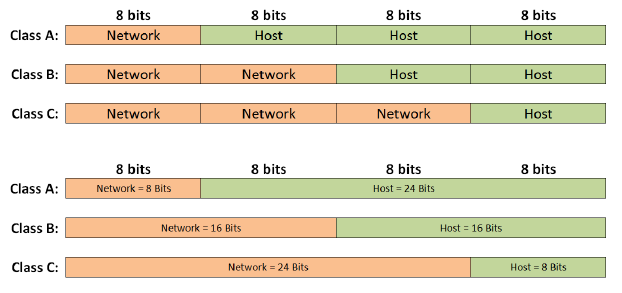 8 bits 8 bits 8 bits 8 bits
Class A: Network Host Host Host
Class B: Network Network Host Host
Class C: Network Network Network Host
8 bits 8 bits 8 bits 8 bits
Class A: Network = 8 Bits Host = 24 Bits
Class B: Network = 16 Bits Host = 16 Bits
Class C: Network = 24 Bits Host = 8 Bits